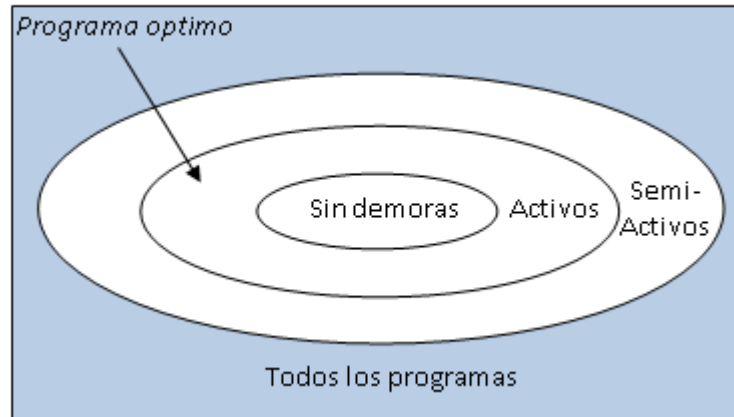 Programa optimo
Sin demoras
Activos
Semi-
Activos
Todos los programas